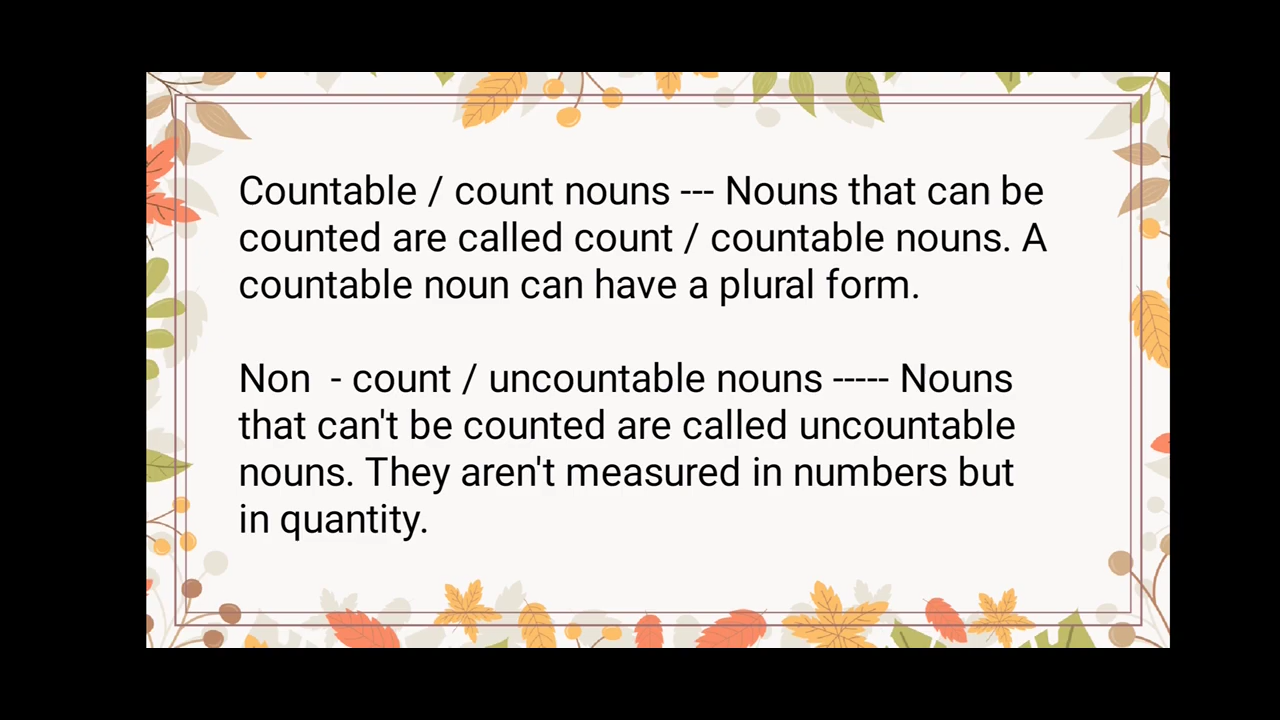 Countable / count nouns --- Nouns that can be
counted are called count / countable nouns. A
countable noun can have a plural form.
Non  - count / uncountable nouns ----- Nouns
that can't be counted are called uncountable
nouns. They aren't measured in numbers but
in quantity.